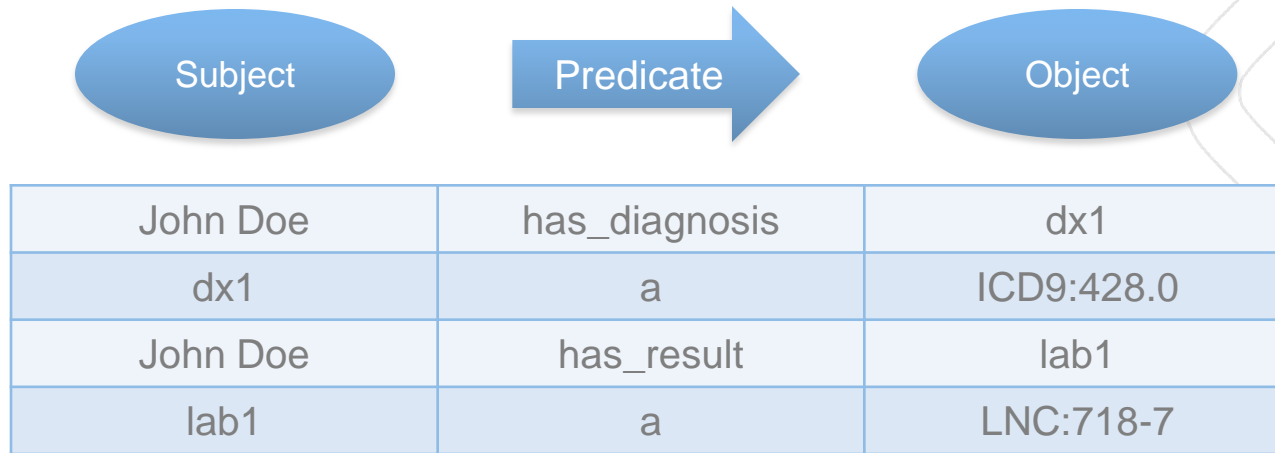 Subject Predicate Object
John Doe has_diagnosis dx1
dx1 a ICD9:428.0
John Doe has_result lab1
lab1 a LNC:718-7